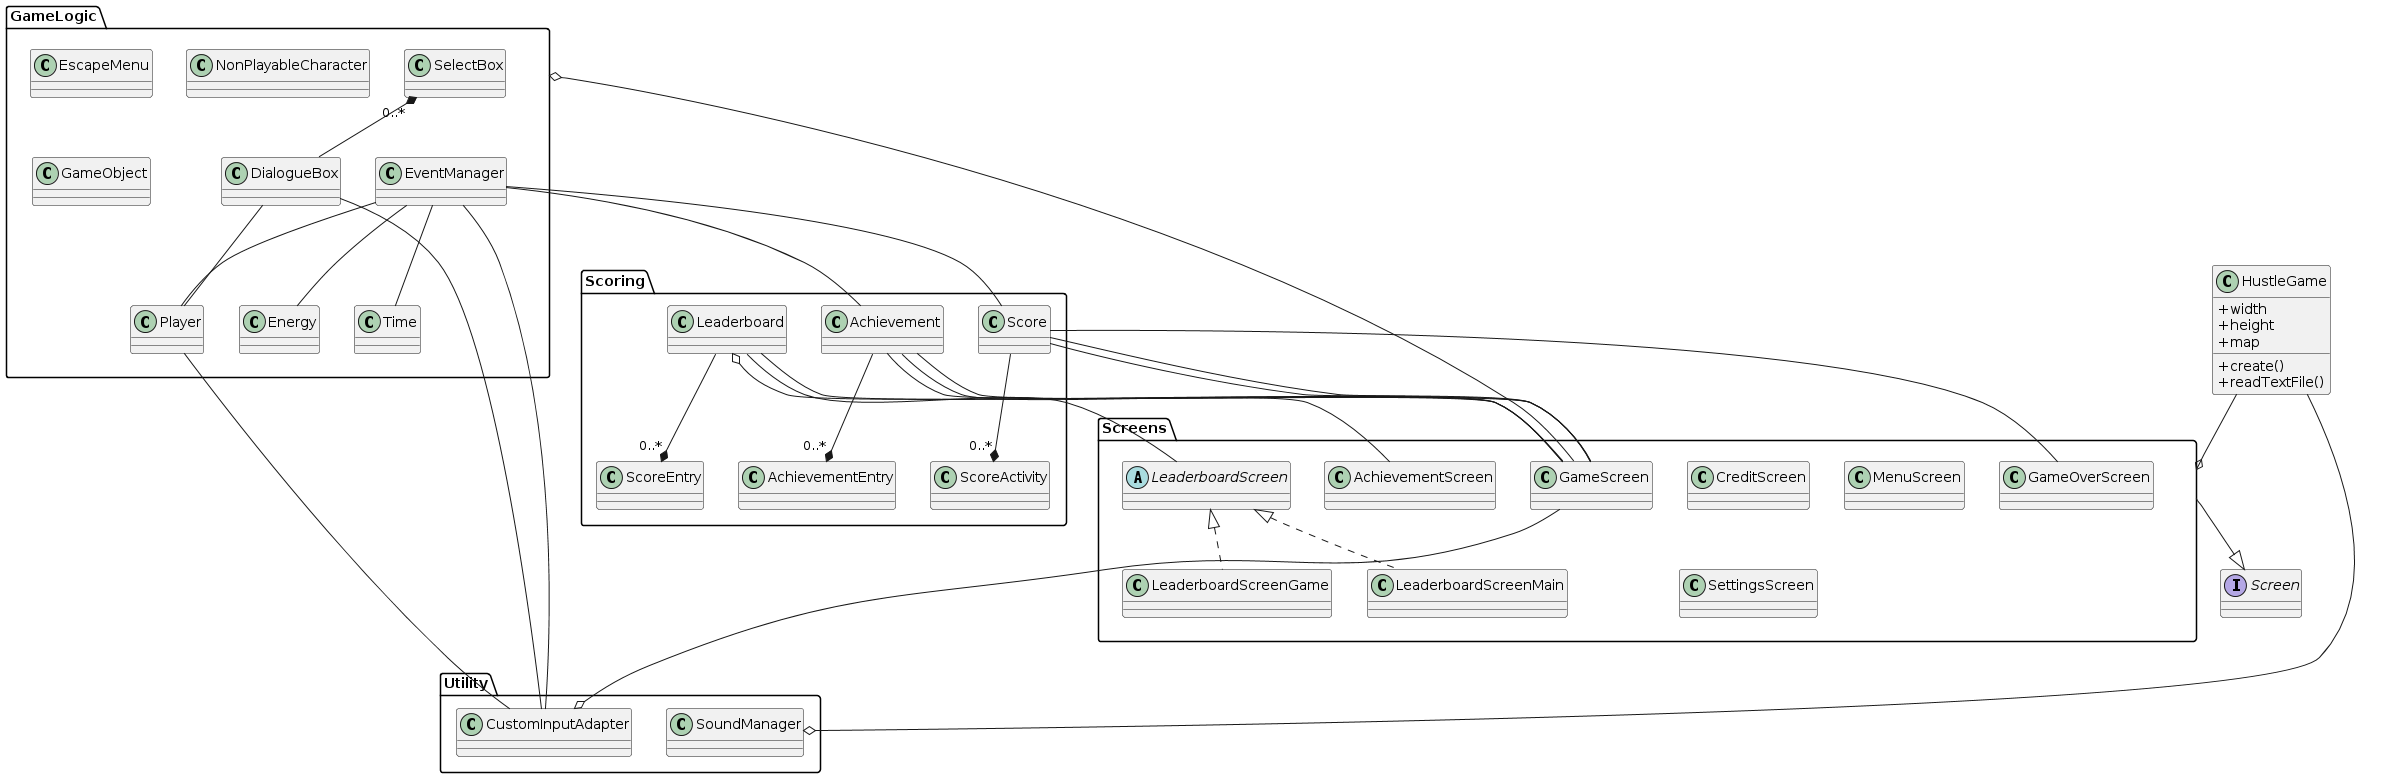 GameLogic
C EscapeMenu
C NonPlayableCharacter
C SelectBox
0..*
C GameObject
C DialogueBox
C EventManager
C Player
C Energy
C Time
Scoring
C Leaderboard
C Achievement
C Score
0..*
0..*
0..*
C ScoreEntry
C AchievementEntry
C ScoreActivity
C HustleGame
+width
+height
+map
+create()
+readTextFile()
Screens
A LeaderboardScreen
C AchievementScreen
C GameScreen
C CreditScreen
C MenuScreen
C GameOverScreen
C LeaderboardScreenGame
C LeaderboardScreenMain
C SettingsScreen
I Screen
Utility
C CustomInputAdapter
C SoundManager